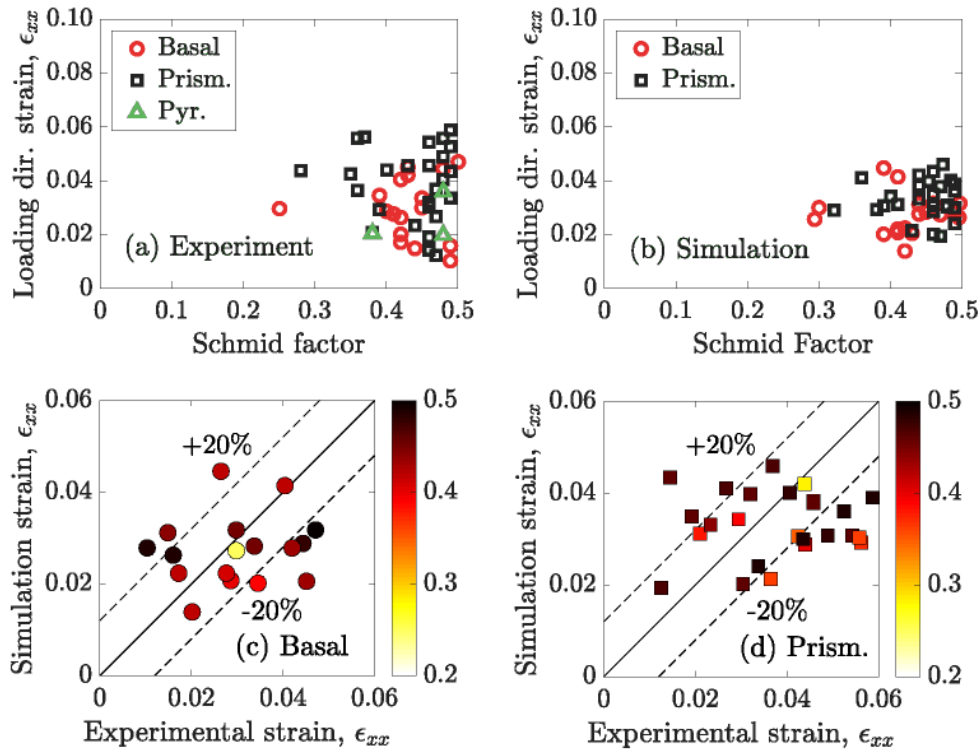 0.10
0.08
0.06
0.04
0.02
0
Loading dir. strain, ϵxx
Basal
Prism.
Pyr.
(a) Experiment
0 0.1 0.2 0.3 0.4 0.5
Schmid factor
0.10
0.08
0.06
0.04
0.02
0
Loading dir. strain, ϵxx
Basal
Prism.
(b) Simulation
0 0.1 0.2 0.3 0.4 0.5
Schmid Factor
0.06
0.04
0.02
0
Simulation strain, ϵxx
+20%
-20%
(c) Basal
0 0.02 0.04 0.06
Experimental strain, ϵxx
0.5
0.4
0.3
0.2
0.06
0.04
0.02
0
Simulation strain, ϵxx
+20%
-20%
(d) Prism.
0 0.02 0.04 0.06
Experimental strain, ϵxx
0.5
0.4
0.3
0.2